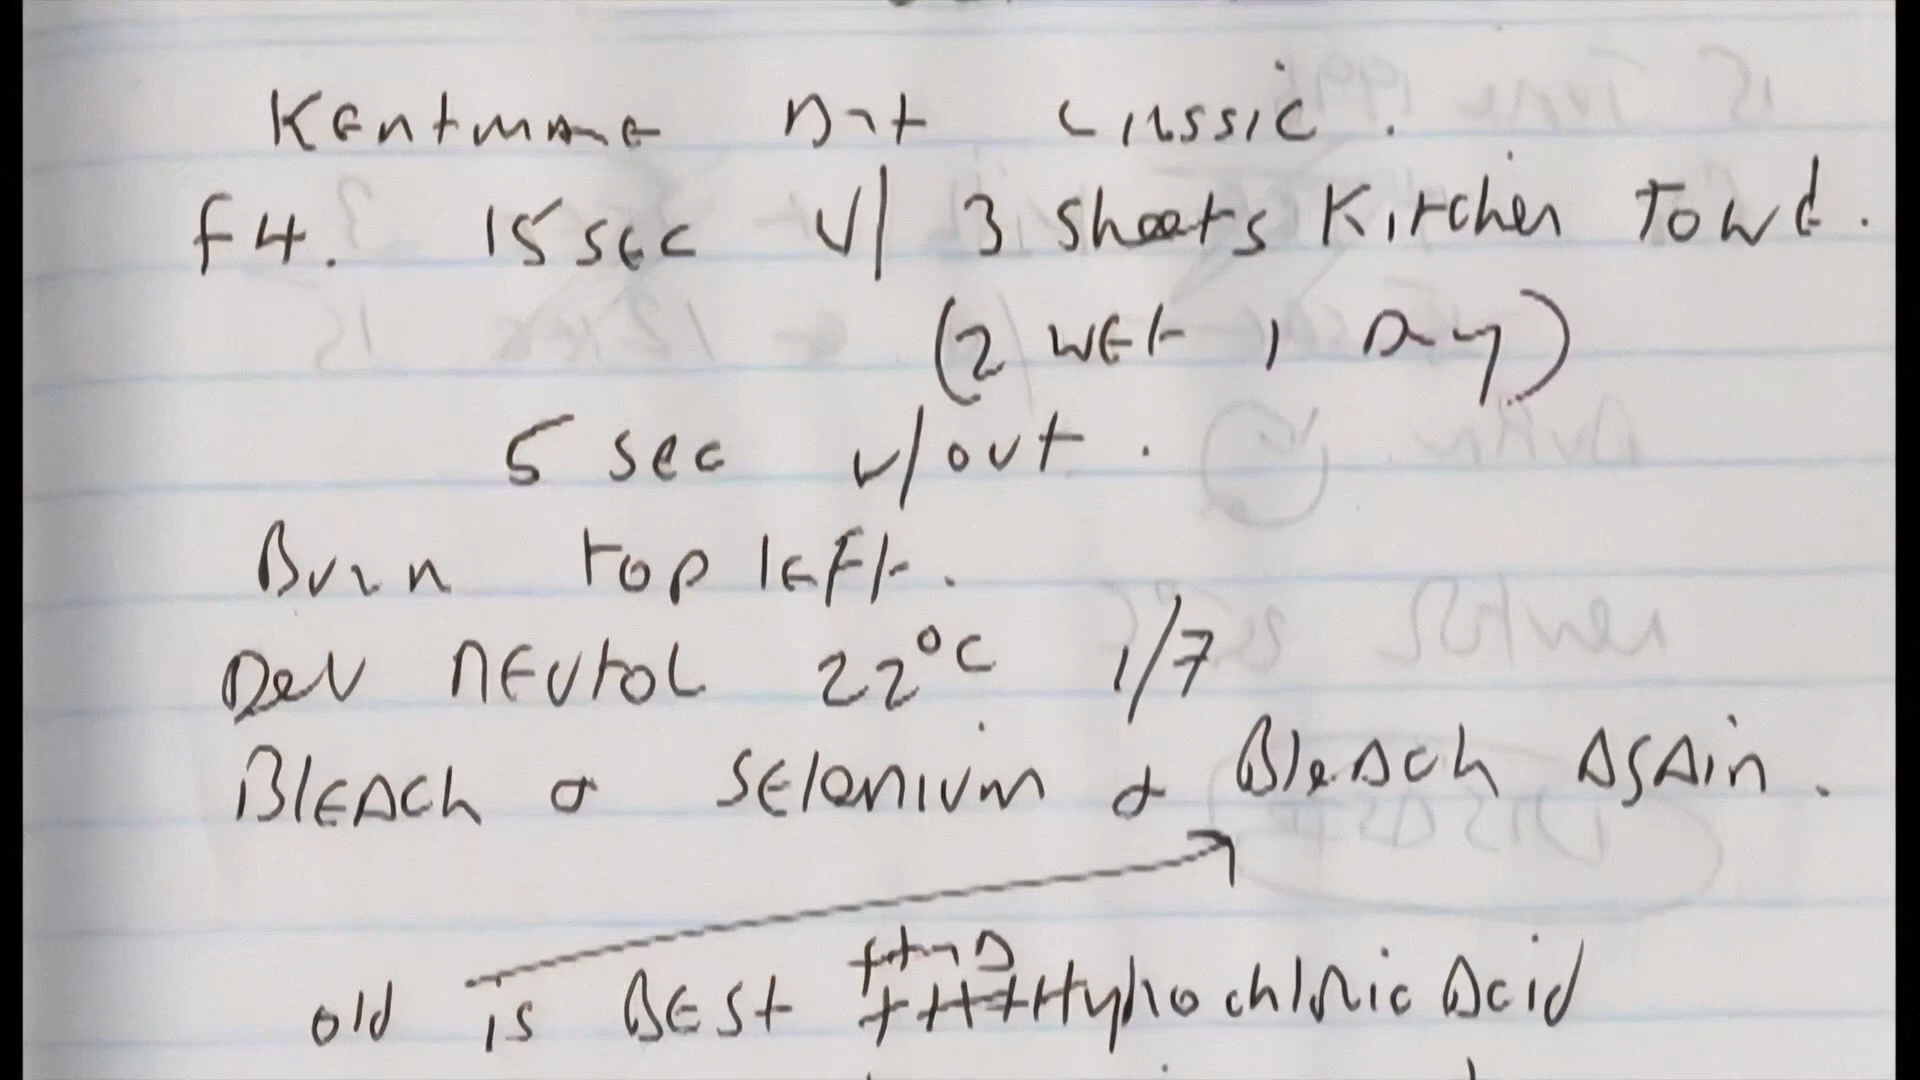 Kentmere Art Classic.
f4. 15 sec w/ 3 sheets Kitchen Towel.
(2 wet 1 Dry)
5 sec w/out.
Burn top left.
Dev Neutol 22°C 1/7
Bleach & Selenium & Bleach Again.
old is Best Hydrochloric Acid